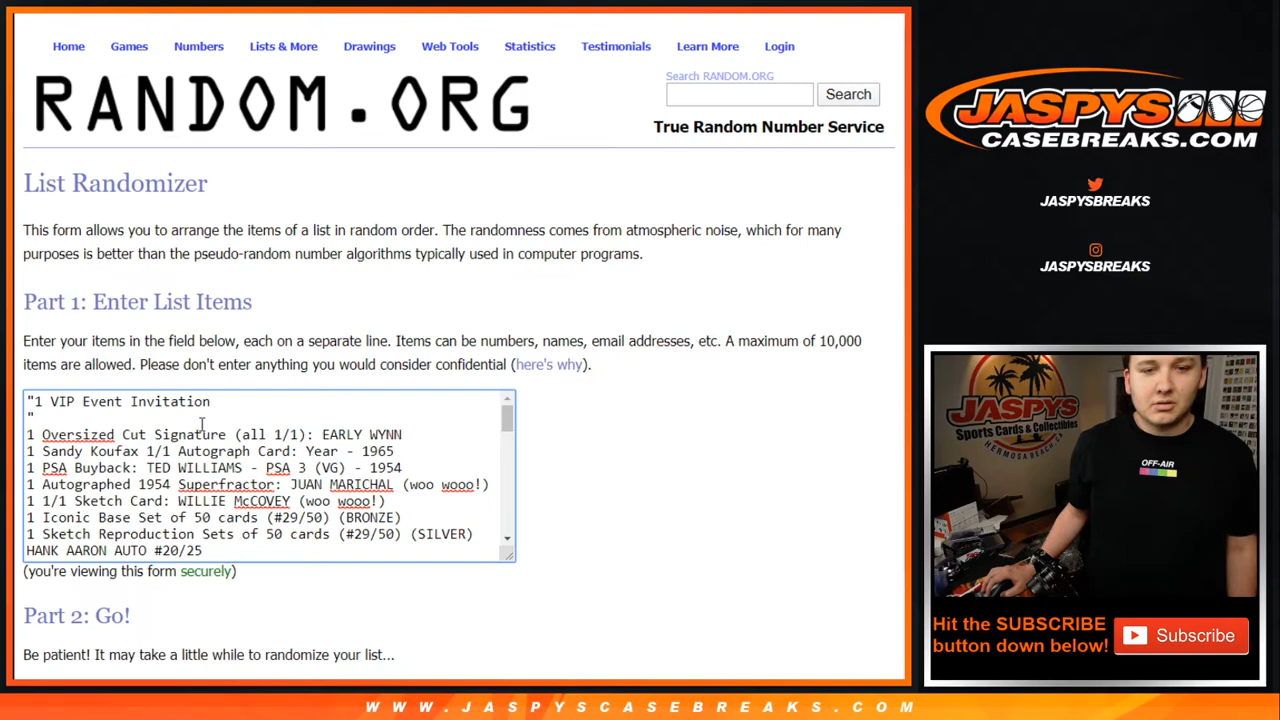 Home Games Numbers Lists & More Drawings Web Tools Statistics Testimonials Learn More Login
RANDOM.ORG
Search RANDOM.ORG
Search
True Random Number Service
List Randomizer
This form allows you to arrange the items of a list in random order. The randomness comes from atmospheric noise, which for many
purposes is better than the pseudo-random number algorithms typically used in computer programs.
Part 1: Enter List Items
Enter your items in the field below, each on a separate line. Items can be numbers, names, email addresses, etc. A maximum of 10,000
items are allowed. Please don't enter anything you would consider confidential (here's why).
"1 VIP Event Invitation
"
1 Oversized Cut Signature (all 1/1): EARLY WYNN
1 Sandy Koufax 1/1 Autograph Card: Year - 1965
1 PSA Buyback: TED WILLIAMS - PSA 3 (VG) - 1954
1 Autographed 1954 Superfractor: JUAN MARICHAL (woo wooo!)
1 1/1 Sketch Card: WILLIE McCOVEY (woo wooo!)
1 Iconic Base Set of 50 cards (#29/50) (BRONZE)
1 Sketch Reproduction Sets of 50 cards (#29/50) (SILVER)
HANK AARON AUTO #20/25
(you're viewing this form securely)
Part 2: Go!
Be patient! It may take a little while to randomize your list...
JASPYS
CASEBREAKS.COM
JASPYSBREAKS
JASPYSBREAKS
JASPYS
Sports Cards & Collectibles
HERMOSA BEACH
OFF-AIR
Hit the SUBSCRIBE
button down below!
Subscribe
WWW.JASPYSCASEBREAKS.COM